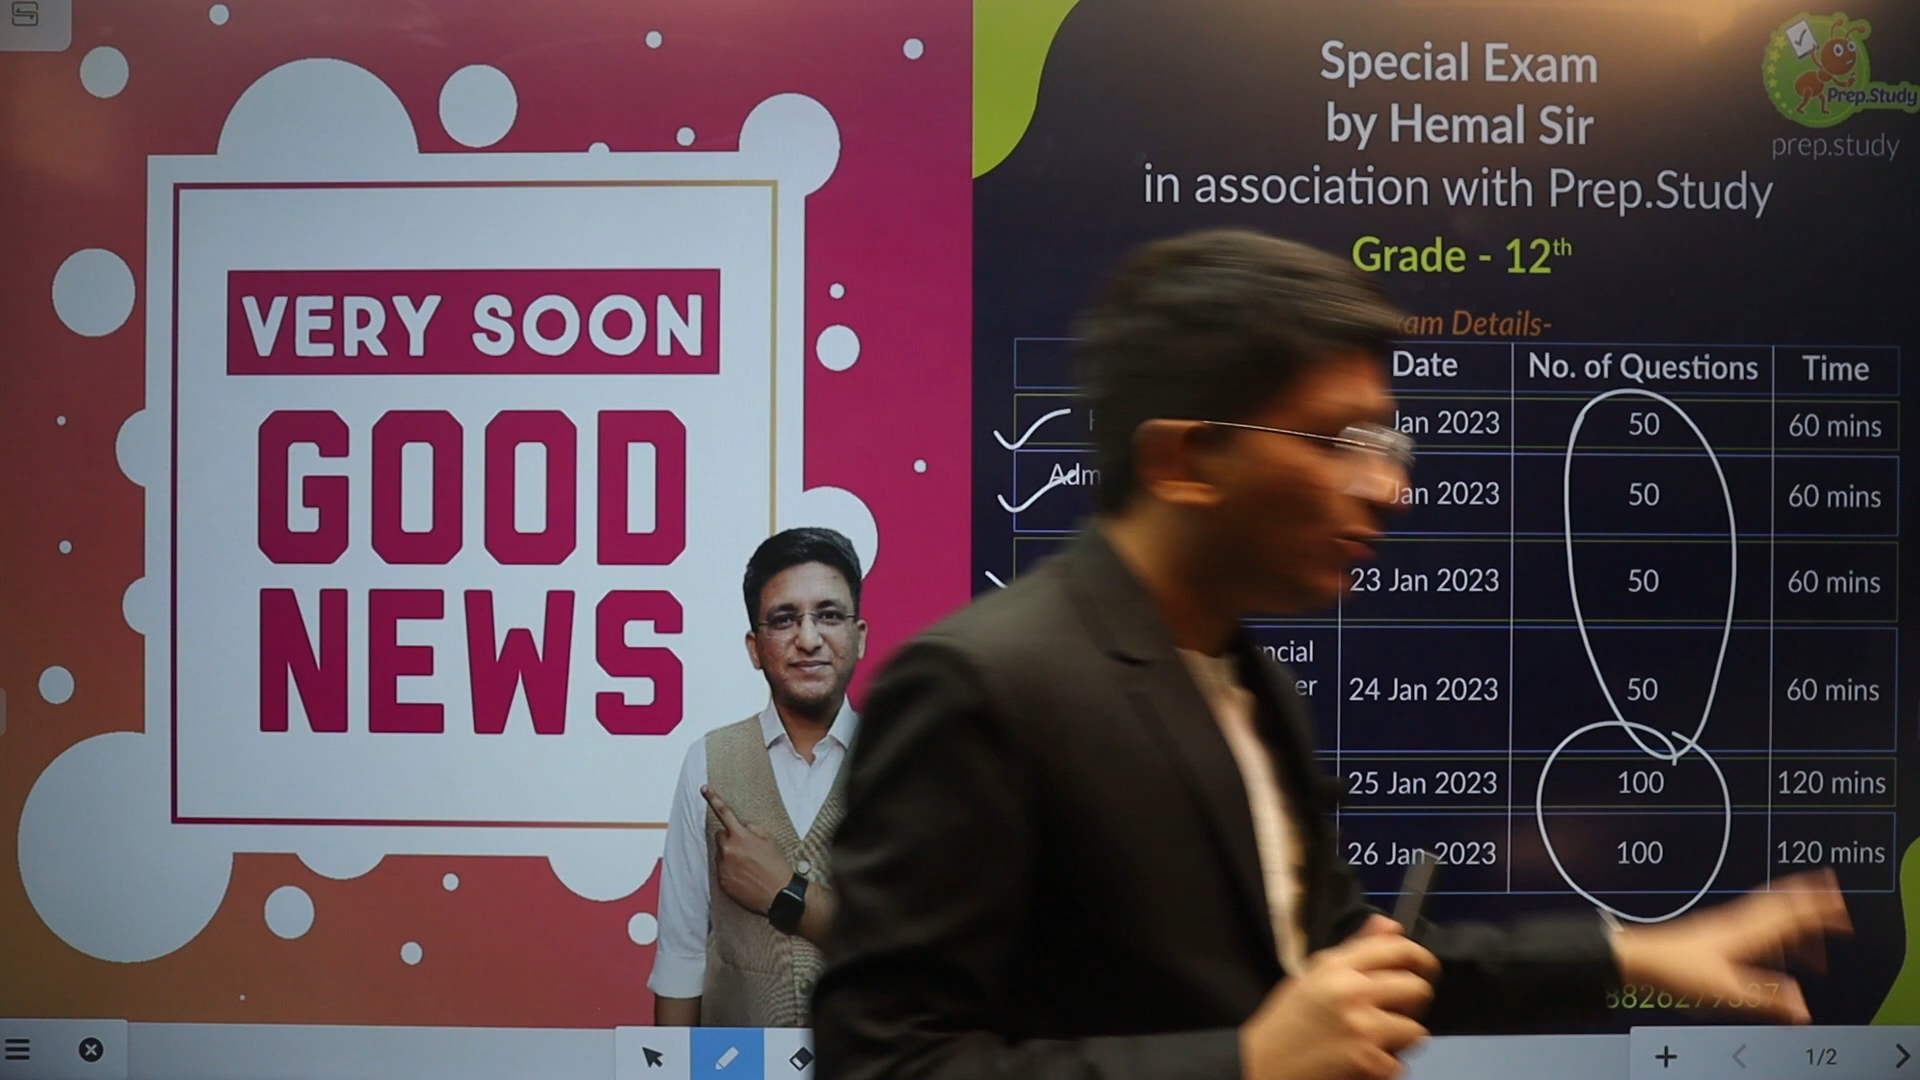 VERY SOON
GOOD
NEWS
Special Exam
by Hemal Sir
in association with Prep.Study
Grade - 12th
Prep.Study
prep.study
Details-
Date No. of Questions Time
Jan 2023 50 60 mins
Jan 2023 50 60 mins
23 Jan 2023 50 60 mins
24 Jan 2023 50 60 mins
25 Jan 2023 100 120 mins
26 Jan 2023 100 120 mins
1/2